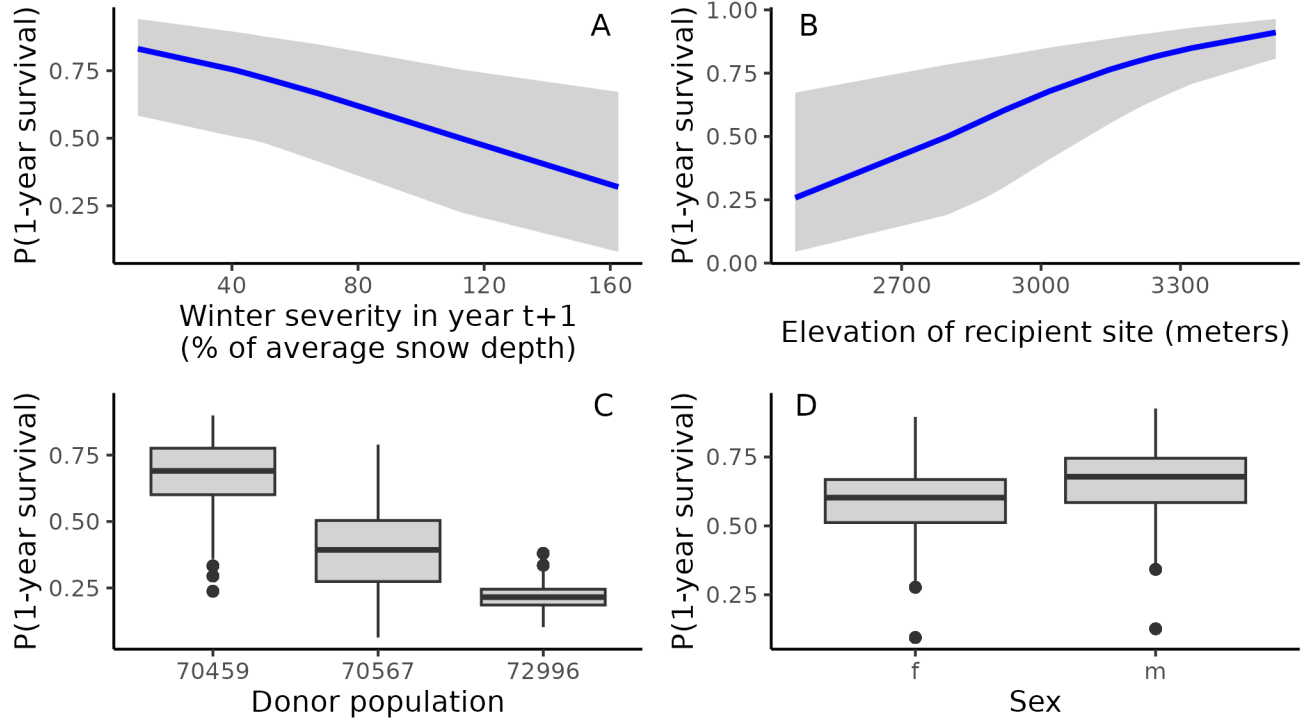 A
P(1-year survival)
0.75
0.50
0.25
40
80
120
160
Winter severity in year t+1
(% of average snow depth)
B
P(1-year survival)
1.00
0.75
0.50
0.25
0.00
2700
3000
3300
Elevation of recipient site (meters)
C
P(1-year survival)
0.75
0.50
0.25
70459
70567
72996
Donor population
D
P(1-year survival)
0.75
0.50
0.25
f
m
Sex